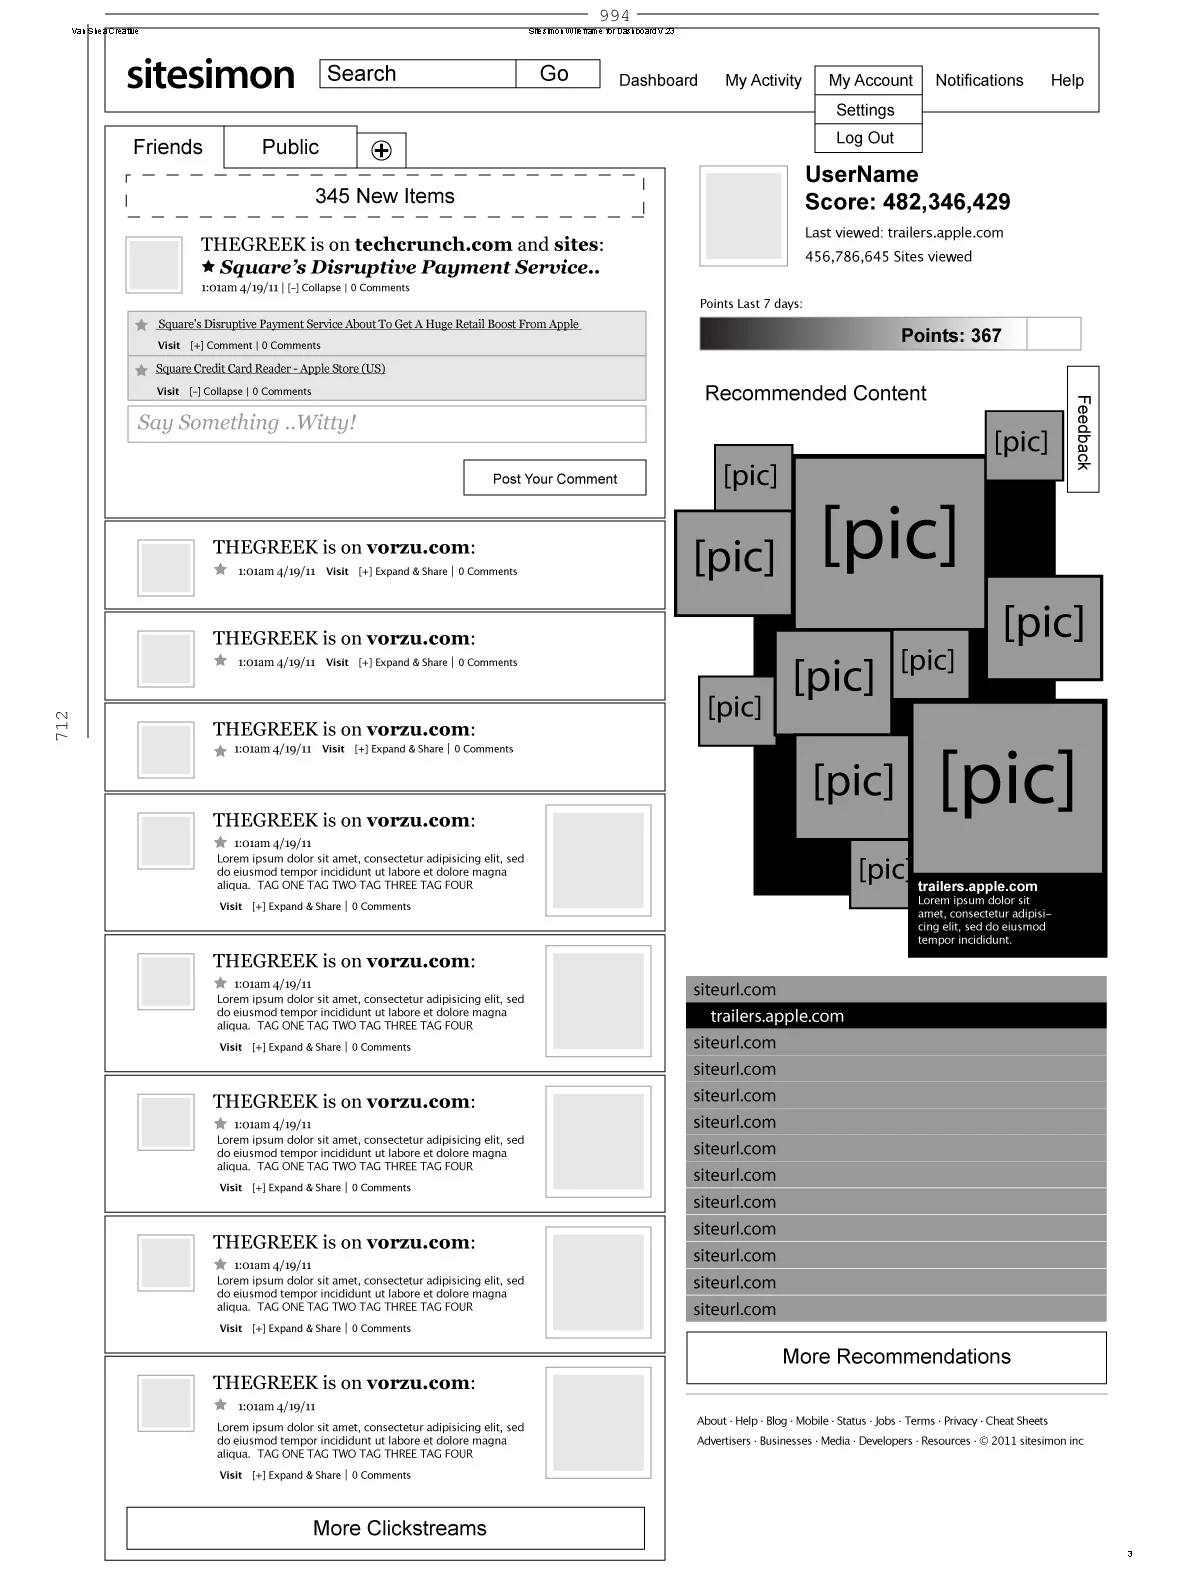 994
Van Shea Creative
Sitesimon Wireframe for Dashboard V.23
sitesimon
Search
Go
Dashboard
My Activity
My Account
Notifications
Help
Settings
Log Out
Friends
Public
345 New Items
THEGREEK is on techcrunch.com and sites:
★ Square's Disruptive Payment Service..
1:01am 4/19/11 | [–] Collapse | 0 Comments
Square's Disruptive Payment Service About To Get A Huge Retail Boost From Apple
Visit [+] Comment | 0 Comments
Square Credit Card Reader - Apple Store (US)
Visit [–] Collapse | 0 Comments
Say Something ..Witty!
Post Your Comment
THEGREEK is on vorzu.com:
1:01am 4/19/11 Visit [+] Expand & Share | 0 Comments
THEGREEK is on vorzu.com:
1:01am 4/19/11 Visit [+] Expand & Share | 0 Comments
712
THEGREEK is on vorzu.com:
1:01am 4/19/11 Visit [+] Expand & Share | 0 Comments
THEGREEK is on vorzu.com:
1:01am 4/19/11
Lorem ipsum dolor sit amet, consectetur adipisicing elit, sed
do eiusmod tempor incididunt ut labore et dolore magna
aliqua. TAG ONE TAG TWO TAG THREE TAG FOUR
Visit [+] Expand & Share | 0 Comments
THEGREEK is on vorzu.com:
1:01am 4/19/11
Lorem ipsum dolor sit amet, consectetur adipisicing elit, sed
do eiusmod tempor incididunt ut labore et dolore magna
aliqua. TAG ONE TAG TWO TAG THREE TAG FOUR
Visit [+] Expand & Share | 0 Comments
THEGREEK is on vorzu.com:
1:01am 4/19/11
Lorem ipsum dolor sit amet, consectetur adipisicing elit, sed
do eiusmod tempor incididunt ut labore et dolore magna
aliqua. TAG ONE TAG TWO TAG THREE TAG FOUR
Visit [+] Expand & Share | 0 Comments
THEGREEK is on vorzu.com:
1:01am 4/19/11
Lorem ipsum dolor sit amet, consectetur adipisicing elit, sed
do eiusmod tempor incididunt ut labore et dolore magna
aliqua. TAG ONE TAG TWO TAG THREE TAG FOUR
Visit [+] Expand & Share | 0 Comments
THEGREEK is on vorzu.com:
1:01am 4/19/11
Lorem ipsum dolor sit amet, consectetur adipisicing elit, sed
do eiusmod tempor incididunt ut labore et dolore magna
aliqua. TAG ONE TAG TWO TAG THREE TAG FOUR
Visit [+] Expand & Share | 0 Comments
More Clickstreams
UserName
Score: 482,346,429
Last viewed: trailers.apple.com
456,786,645 Sites viewed
Points Last 7 days:
Points: 367
Recommended Content
Feedback
[pic]
[pic]
[pic]
[pic]
[pic]
[pic]
[pic]
[pic]
[pic]
[pic]
[pic]
trailers.apple.com
Lorem ipsum dolor sit
amet, consectetur adipisi-
cing elit, sed do eiusmod
tempor incididunt.
siteurl.com
trailers.apple.com
siteurl.com
siteurl.com
siteurl.com
siteurl.com
siteurl.com
siteurl.com
siteurl.com
siteurl.com
siteurl.com
siteurl.com
siteurl.com
More Recommendations
About · Help · Blog · Mobile · Status · Jobs · Terms · Privacy · Cheat Sheets
Advertisers · Businesses · Media · Developers · Resources · © 2011 sitesimon inc
3